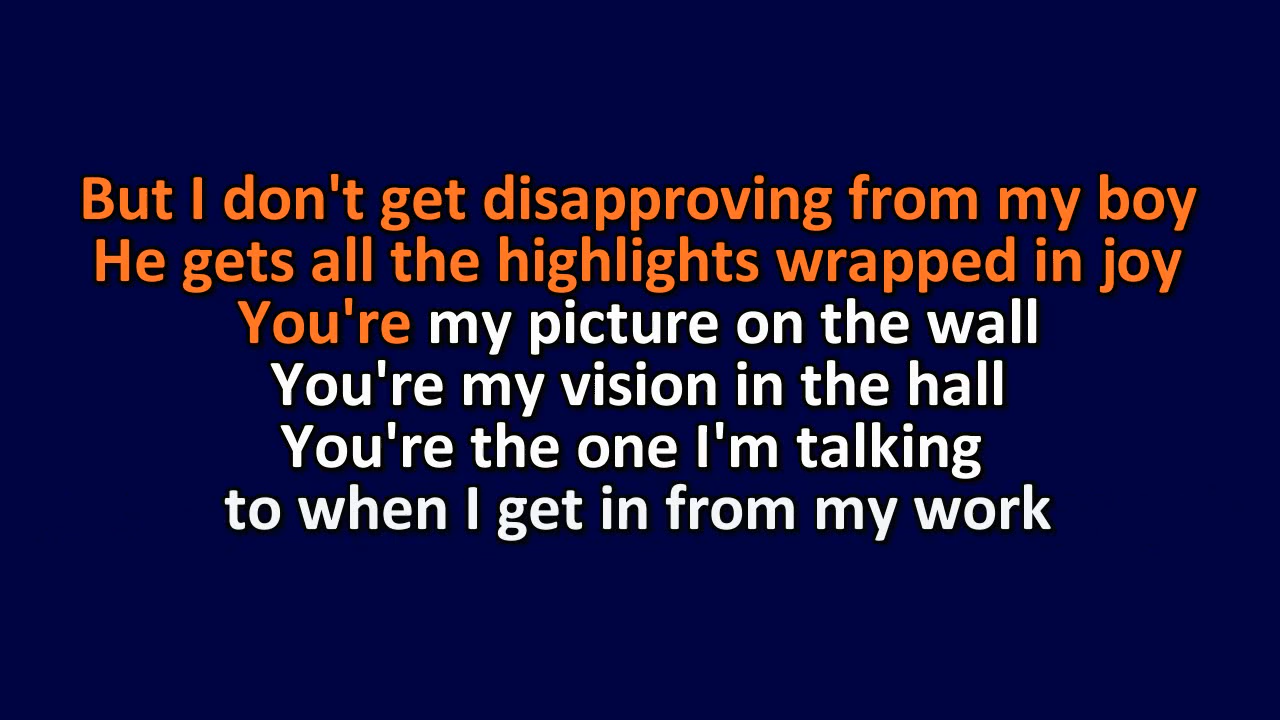 But I don't get disapproving from my boy
He gets all the highlights wrapped in joy
You're my picture on the wall
You're my vision in the hall
You're the one I'm talking
to when I get in from my work